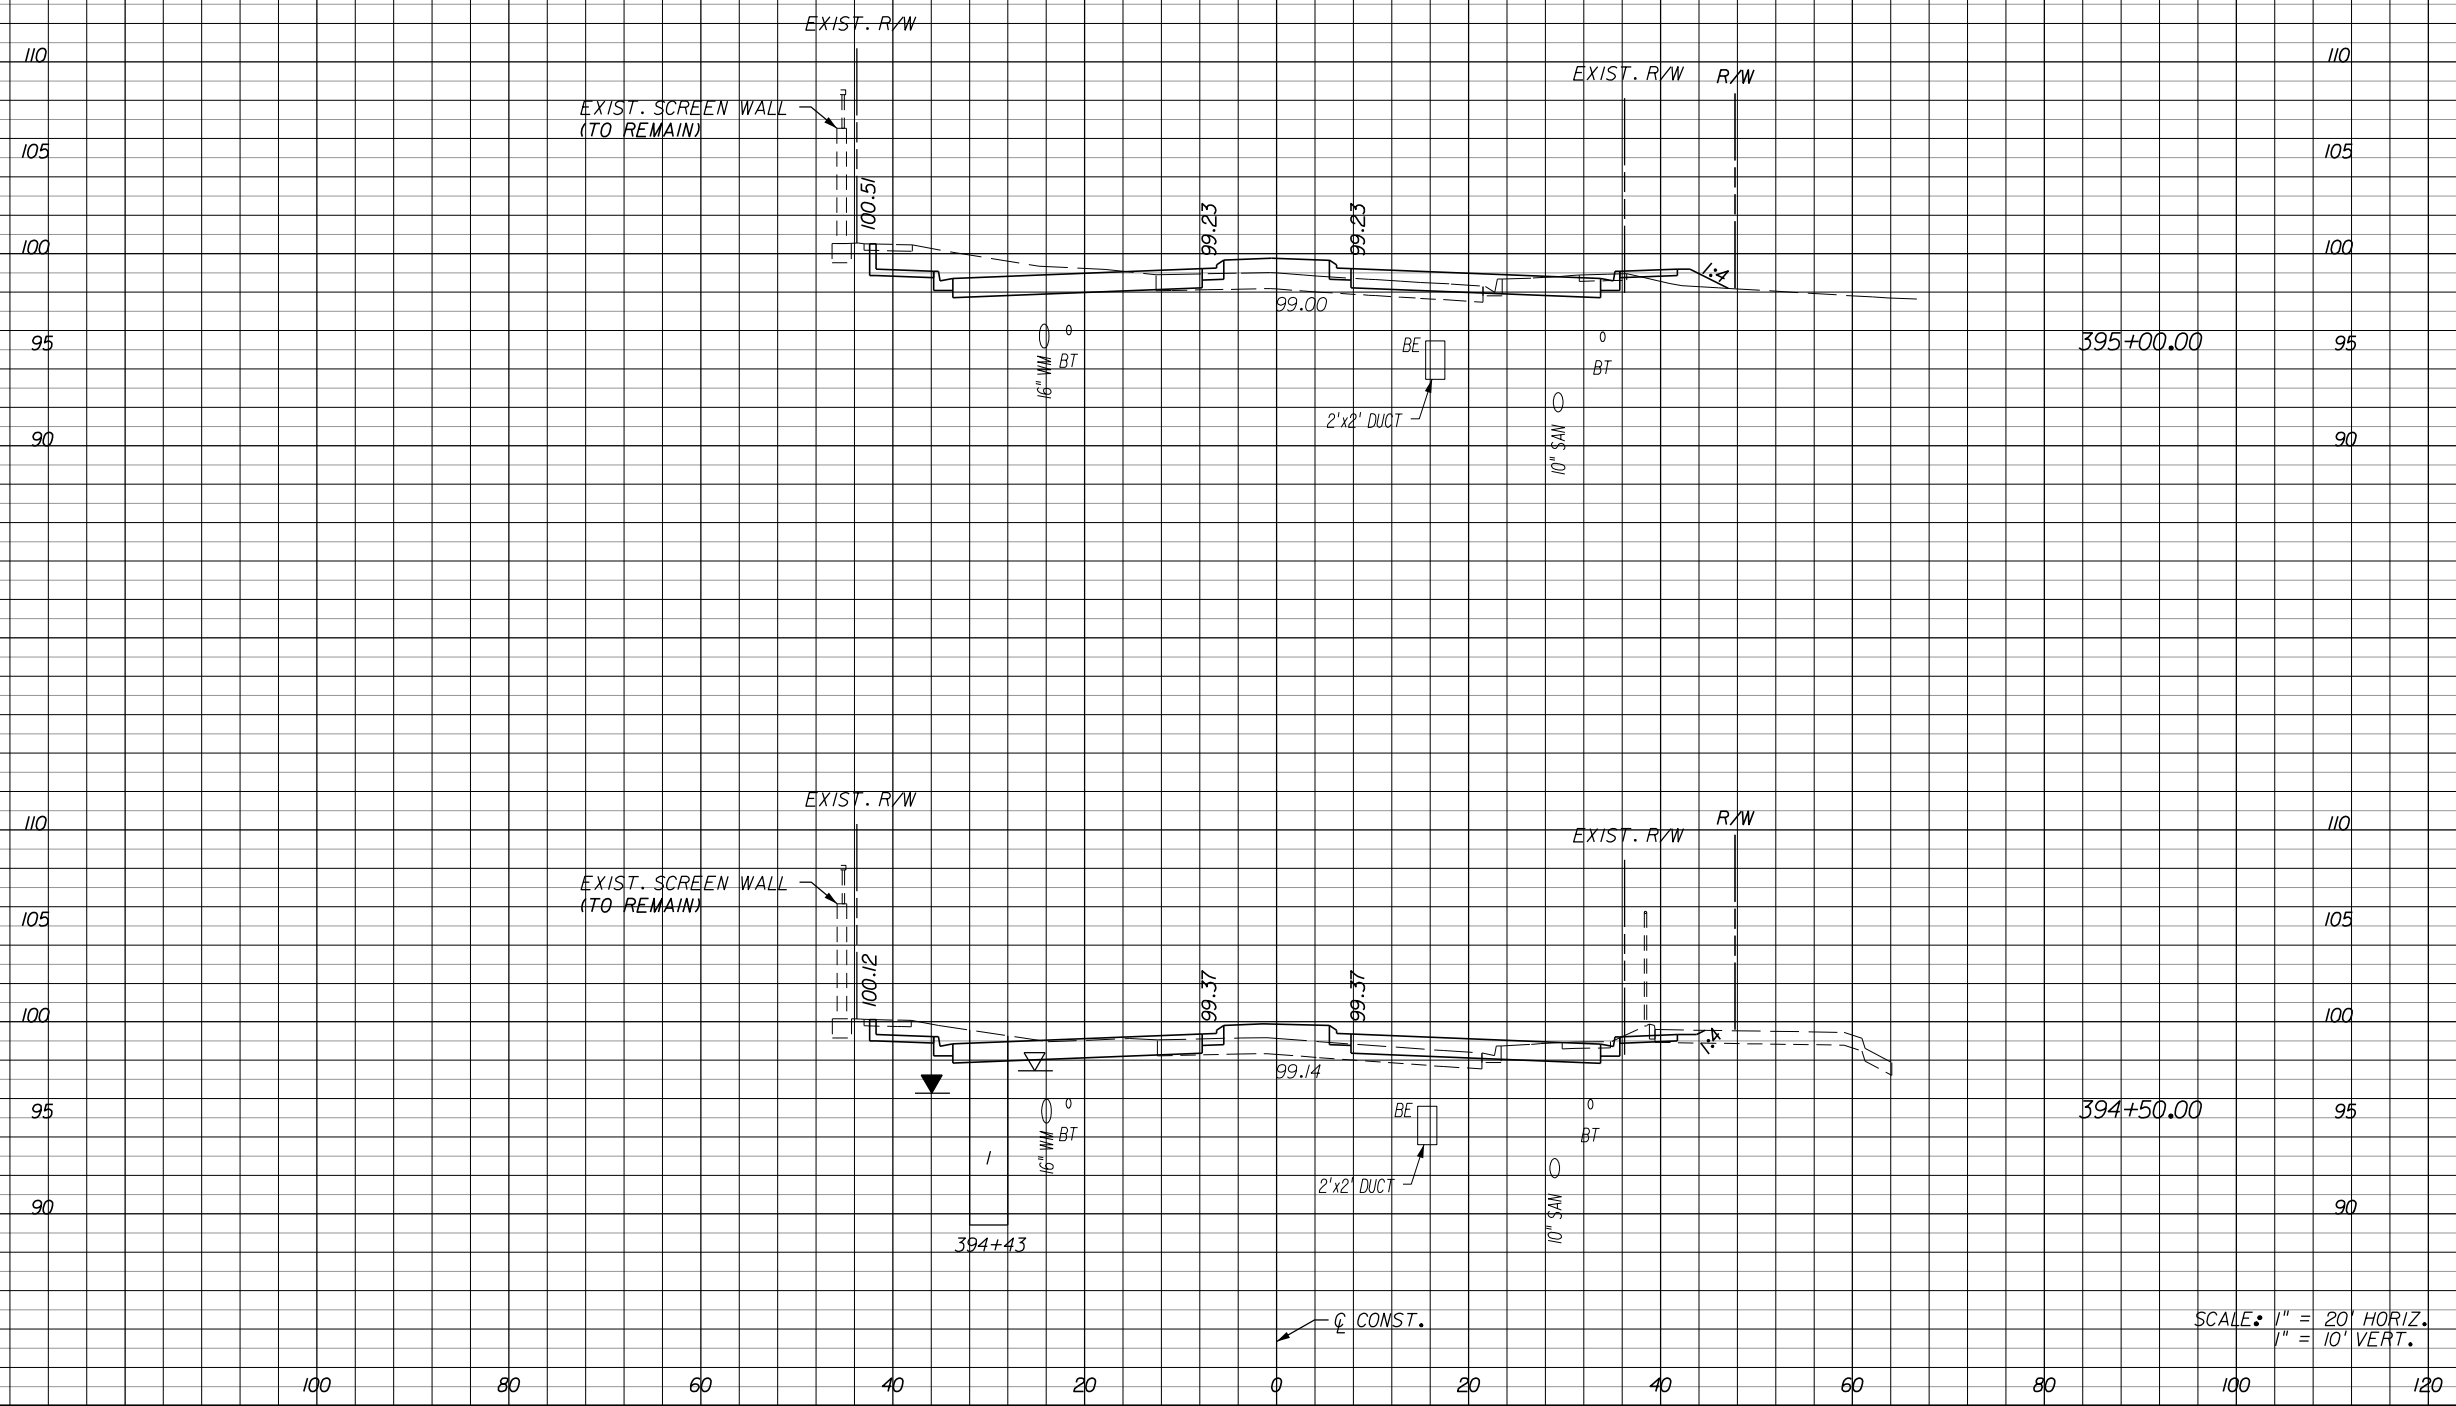 EXIST. R/W
110
110
EXIST. R/W
R/W
EXIST. SCREEN WALL
(TO REMAIN)
105
105
100.51
99.23
99.23
100
100
1:4
99.00
95
16" WM
BT
BE
BT
395+00.00
95
2'x2' DUCT
10" SAN
90
90
EXIST. R/W
110
R/W
110
EXIST. R/W
EXIST. SCREEN WALL
(TO REMAIN)
105
105
100.12
99.37
99.37
100
100
1:4
99.14
95
16" WM
BT
BE
BT
394+50.00
95
1
2'x2' DUCT
10" SAN
90
90
394+43
℄ CONST.
SCALE: 1" = 20' HORIZ.
1" = 10' VERT.
100 80 60 40 20 0 20 40 60 80 100 120